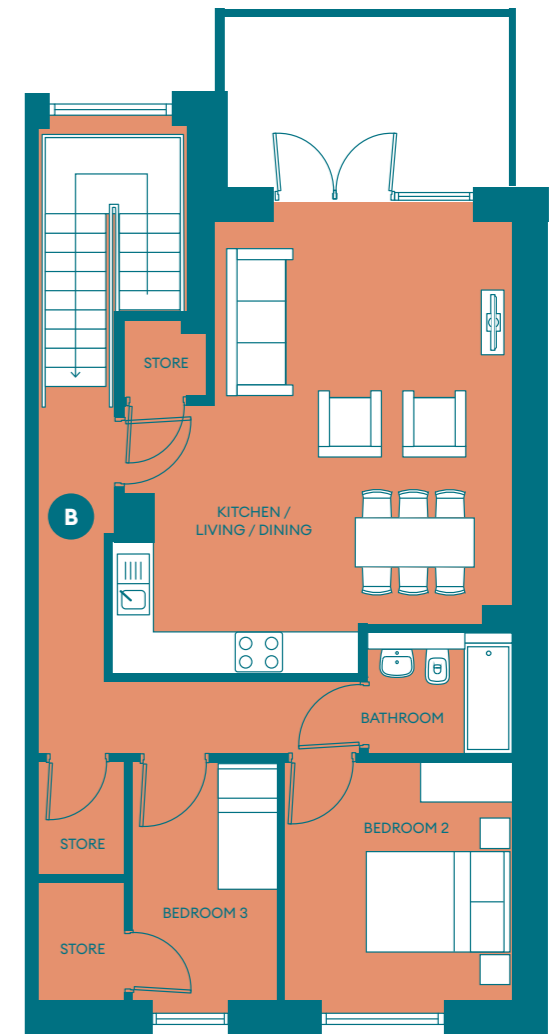 STORE
B
KITCHEN /
LIVING / DINING
BATHROOM
BEDROOM 2
STORE
BEDROOM 3
STORE